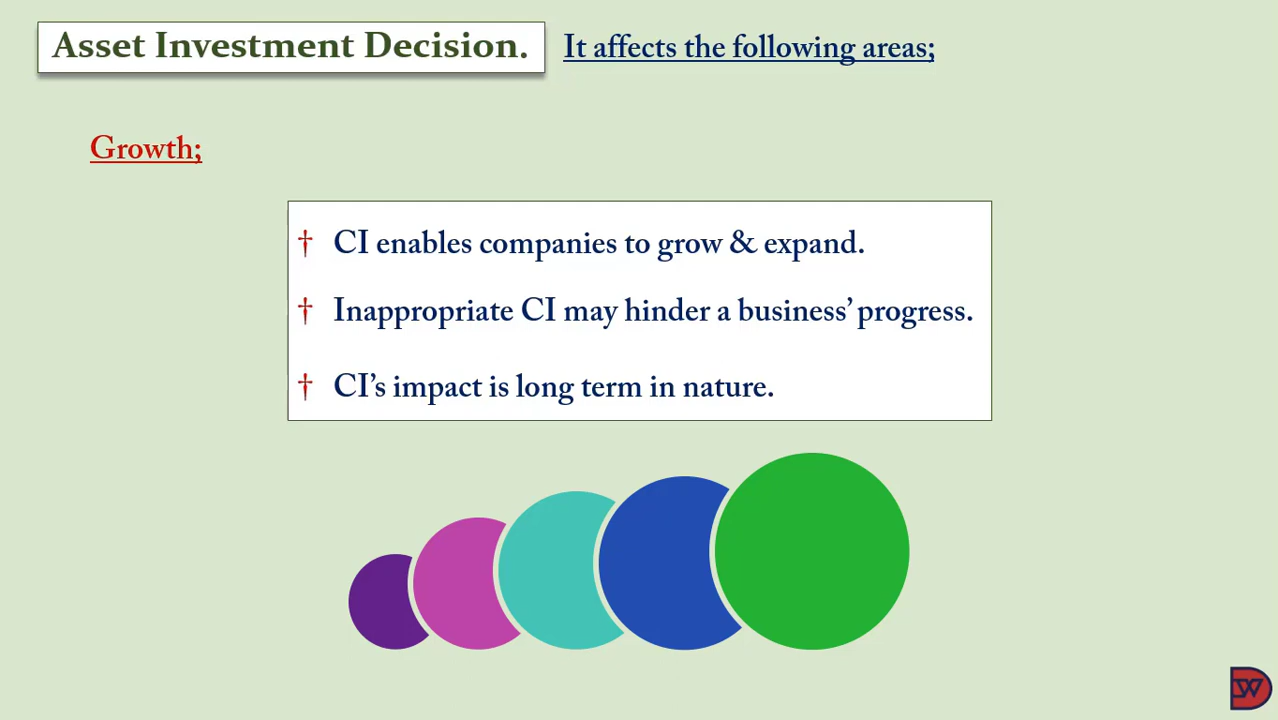 Asset Investment Decision. It affects the following areas;
Growth;
† CI enables companies to grow & expand.
† Inappropriate CI may hinder a business’ progress.
† CI’s impact is long term in nature.
DW